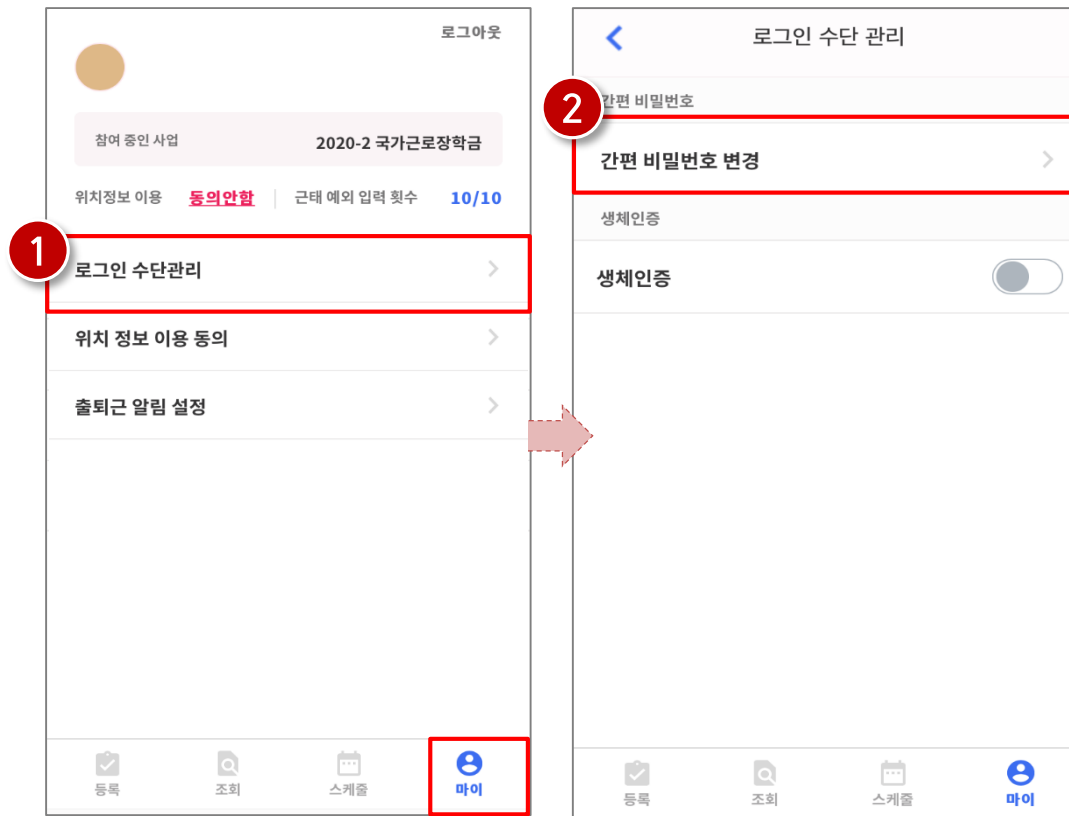 로그아웃
참여 중인 사업 2020-2 국가근로장학금
위치정보 이용 동의안함 근태 예외 입력 횟수 10/10
1
로그인 수단관리
위치 정보 이용 동의
출퇴근 알림 설정
등록 조회 스케줄 마이
로그인 수단 관리
2
간편 비밀번호
간편 비밀번호 변경
생체인증
생체인증
등록 조회 스케줄 마이